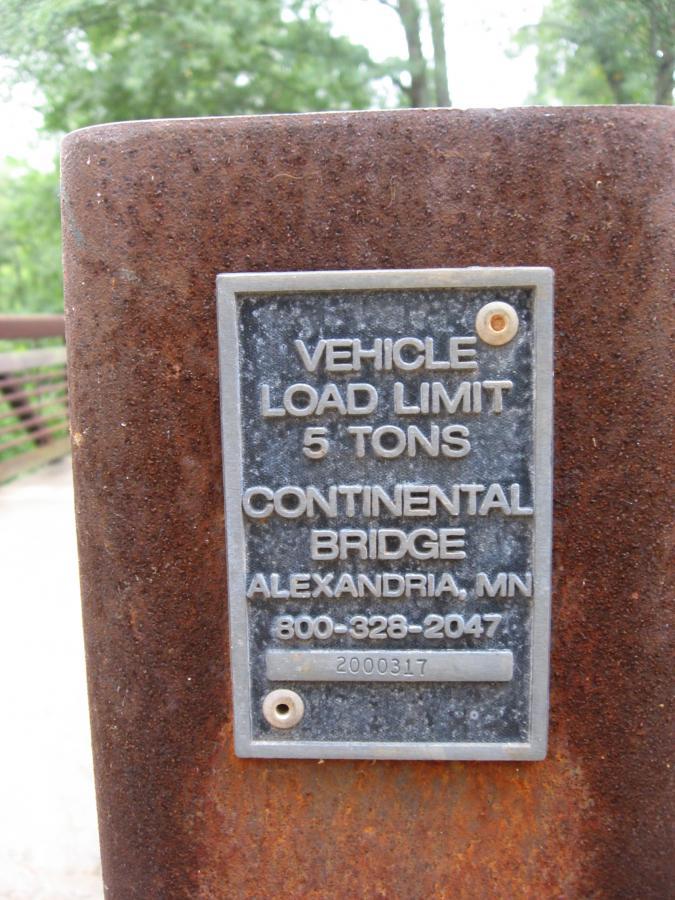 VEHICLE
LOAD LIMIT
5 TONS
CONTINENTAL
BRIDGE
ALEXANDRIA, MN
800-328-2047
2000317